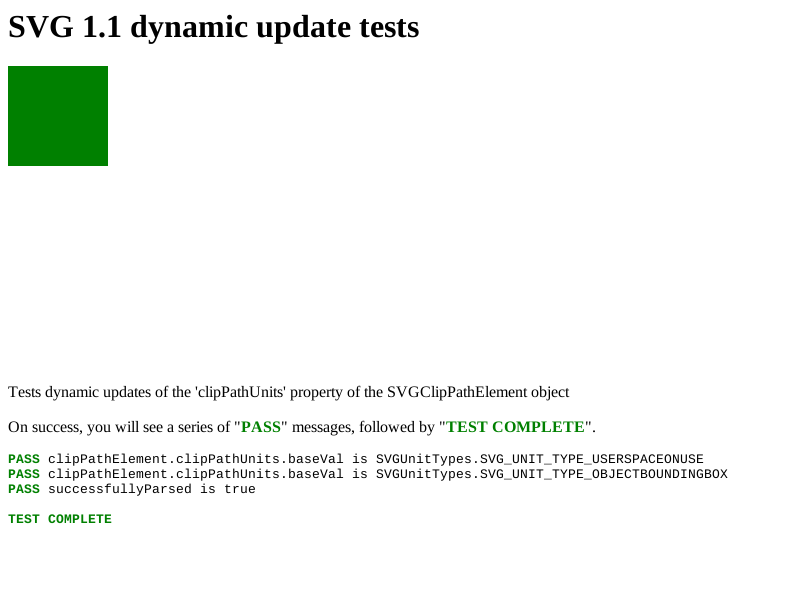 SVG 1.1 dynamic update tests
Tests dynamic updates of the 'clipPathUnits' property of the SVGClipPathElement object
On success, you will see a series of "PASS" messages, followed by "TEST COMPLETE".
PASS clipPathElement.clipPathUnits.baseVal is SVGUnitTypes.SVG_UNIT_TYPE_USERSPACEONUSE
PASS clipPathElement.clipPathUnits.baseVal is SVGUnitTypes.SVG_UNIT_TYPE_OBJECTBOUNDINGBOX
PASS successfullyParsed is true
TEST COMPLETE